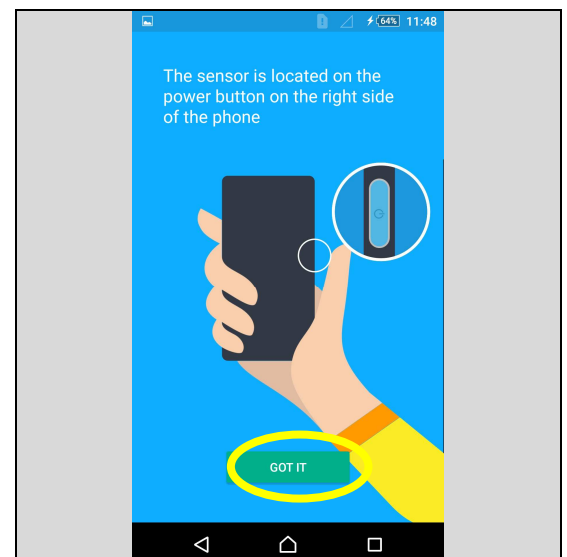 64% 11:48
The sensor is located on the
power button on the right side
of the phone
GOT IT